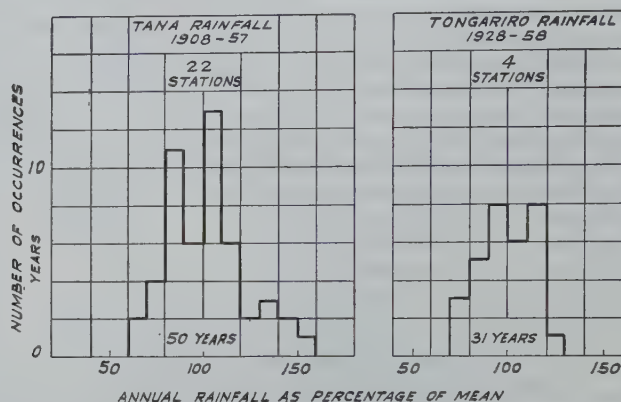 TANA RAINFALL
1908-57
22
STATIONS
TONGARIRO RAINFALL
1928-58
4
STATIONS
NUMBER OF OCCURRENCES
YEARS
10
0
50 YEARS
31 YEARS
50
100
150
50
100
150
ANNUAL RAINFALL AS PERCENTAGE OF MEAN